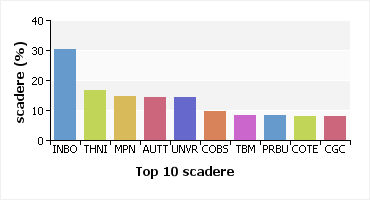 40
30
20
10
0
scadere (%)
INBO THNI MPN AUTT UNVR COBS TBM PRBU COTE CGC
Top 10 scadere